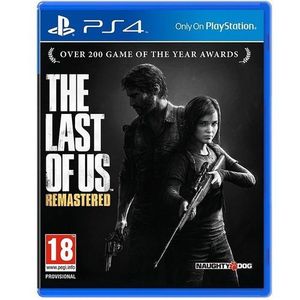 PS4
Only On PlayStation
OVER 200 GAME OF THE YEAR AWARDS
THE
LAST
OF US
REMASTERED
18
www.pegi.info
PROVISIONAL
NAUGHTY DOG